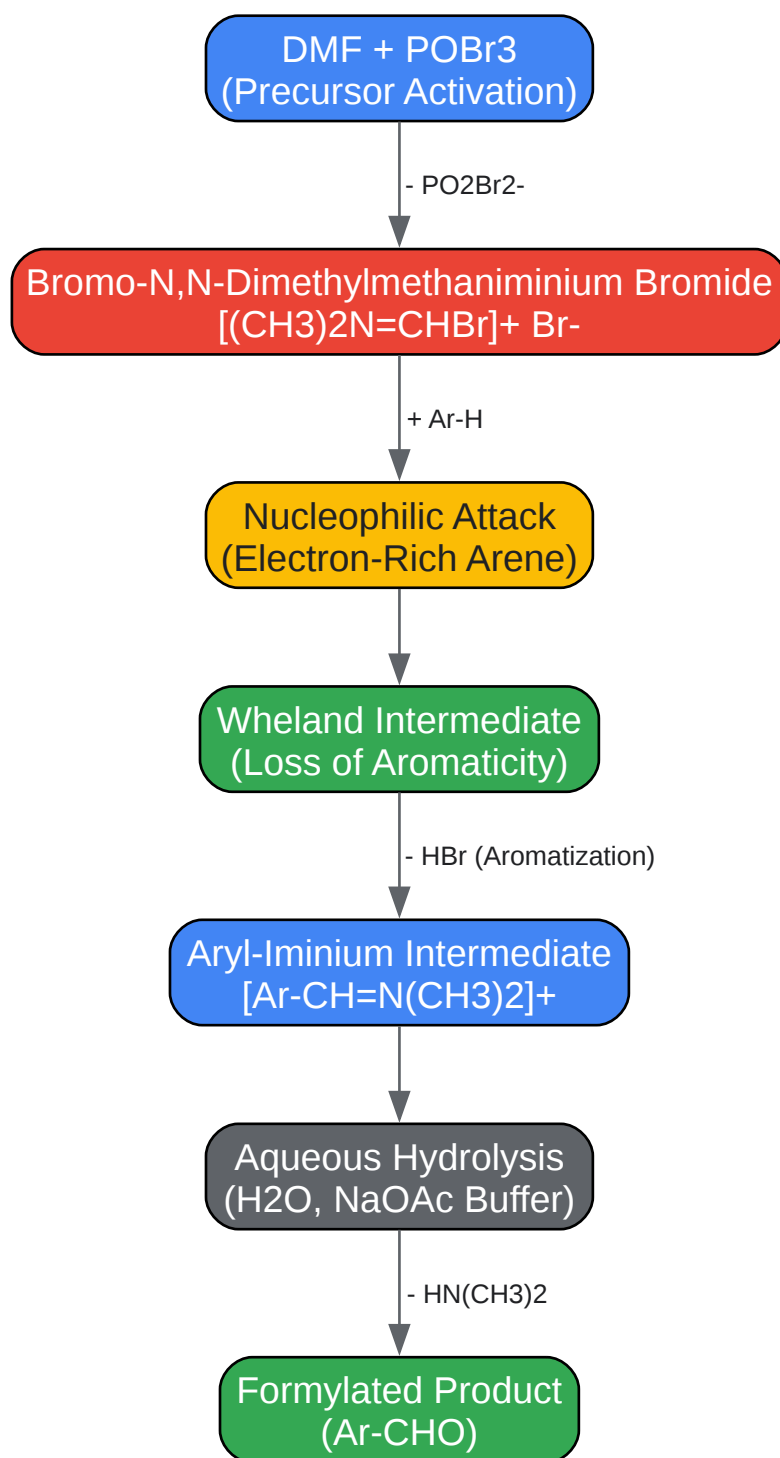 DMF + POBr3
(Precursor Activation)
- PO2Br2-
Bromo-N,N-Dimethylmethaniminium Bromide
[(CH3)2N=CHBr]+ Br-
+ Ar-H
Nucleophilic Attack
(Electron-Rich Arene)
Wheland Intermediate
(Loss of Aromaticity)
- HBr (Aromatization)
Aryl-Iminium Intermediate
[Ar-CH=N(CH3)2]+
Aqueous Hydrolysis
(H2O, NaOAc Buffer)
- HN(CH3)2
Formylated Product
(Ar-CHO)